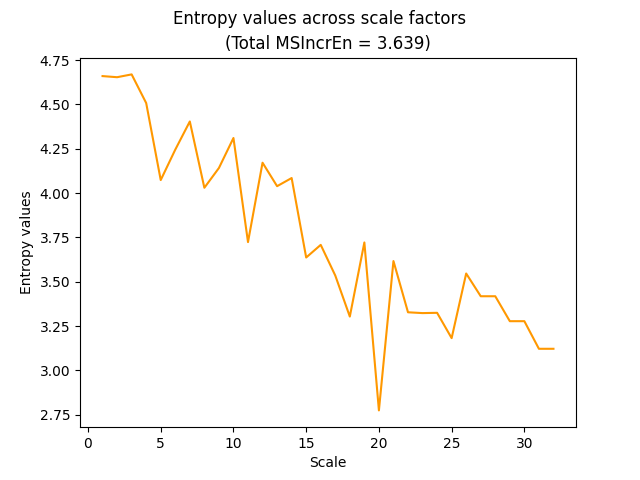 Entropy values across scale factors
(Total MSIncrEn = 3.639)
4.75
4.50
4.25
4.00
3.75
3.50
3.25
3.00
2.75
Entropy values
0 5 10 15 20 25 30
Scale